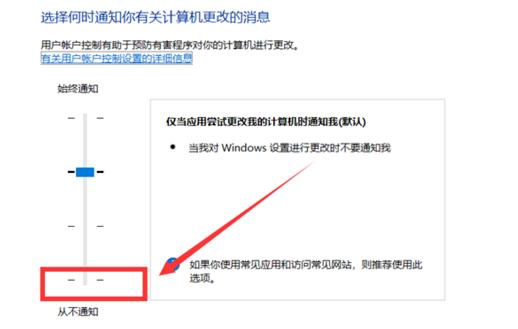 选择何时通知你有关计算机更改的消息
用户帐户控制有助于预防有害程序对你的计算机进行更改。
有关用户帐户控制设置的详细信息
始终通知
仅当应用尝试更改我的计算机时通知我(默认)
当我对 Windows 设置进行更改时不要通知我
如果你使用常见应用和访问常见网站，则推荐使用此
选项。
从不通知